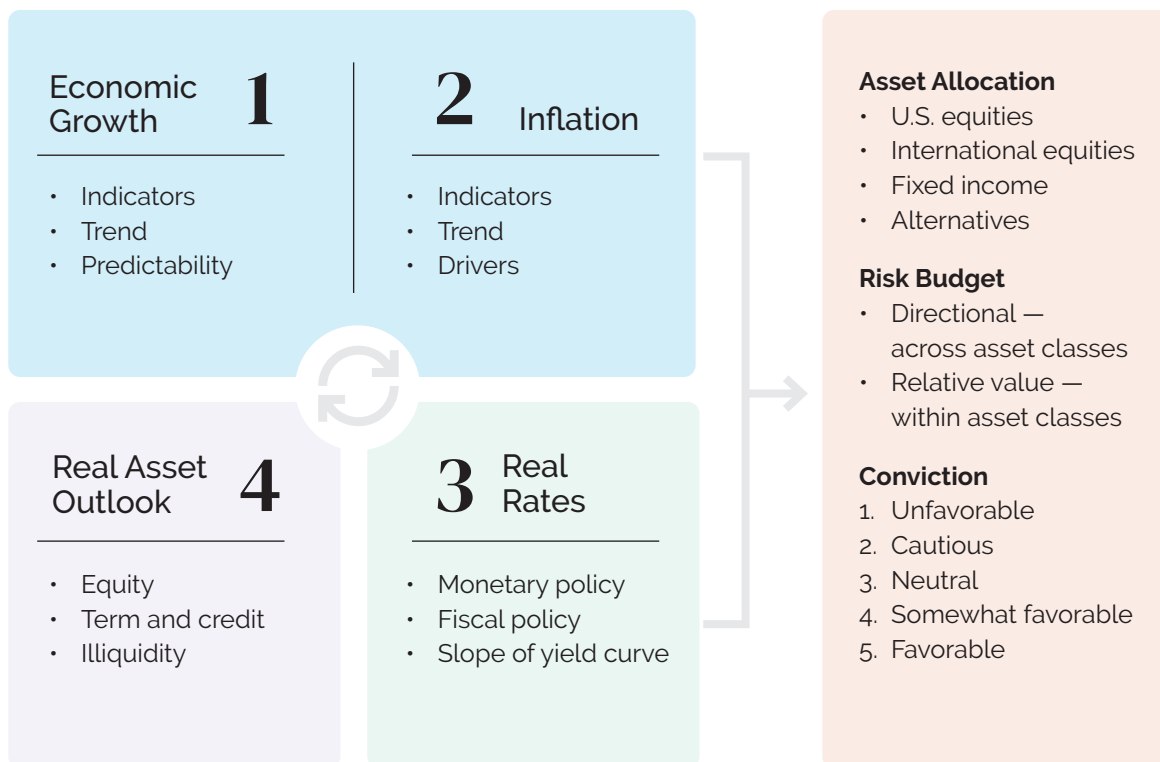 Economic
Growth
1
• Indicators
• Trend
• Predictability
2
Inflation
• Indicators
• Trend
• Drivers
Real Asset
Outlook
4
• Equity
• Term and credit
• Illiquidity
3
Real
Rates
• Monetary policy
• Fiscal policy
• Slope of yield curve
Asset Allocation
• U.S. equities
• International equities
• Fixed income
• Alternatives
Risk Budget
• Directional —
across asset classes
• Relative value —
within asset classes
Conviction
1. Unfavorable
2. Cautious
3. Neutral
4. Somewhat favorable
5. Favorable